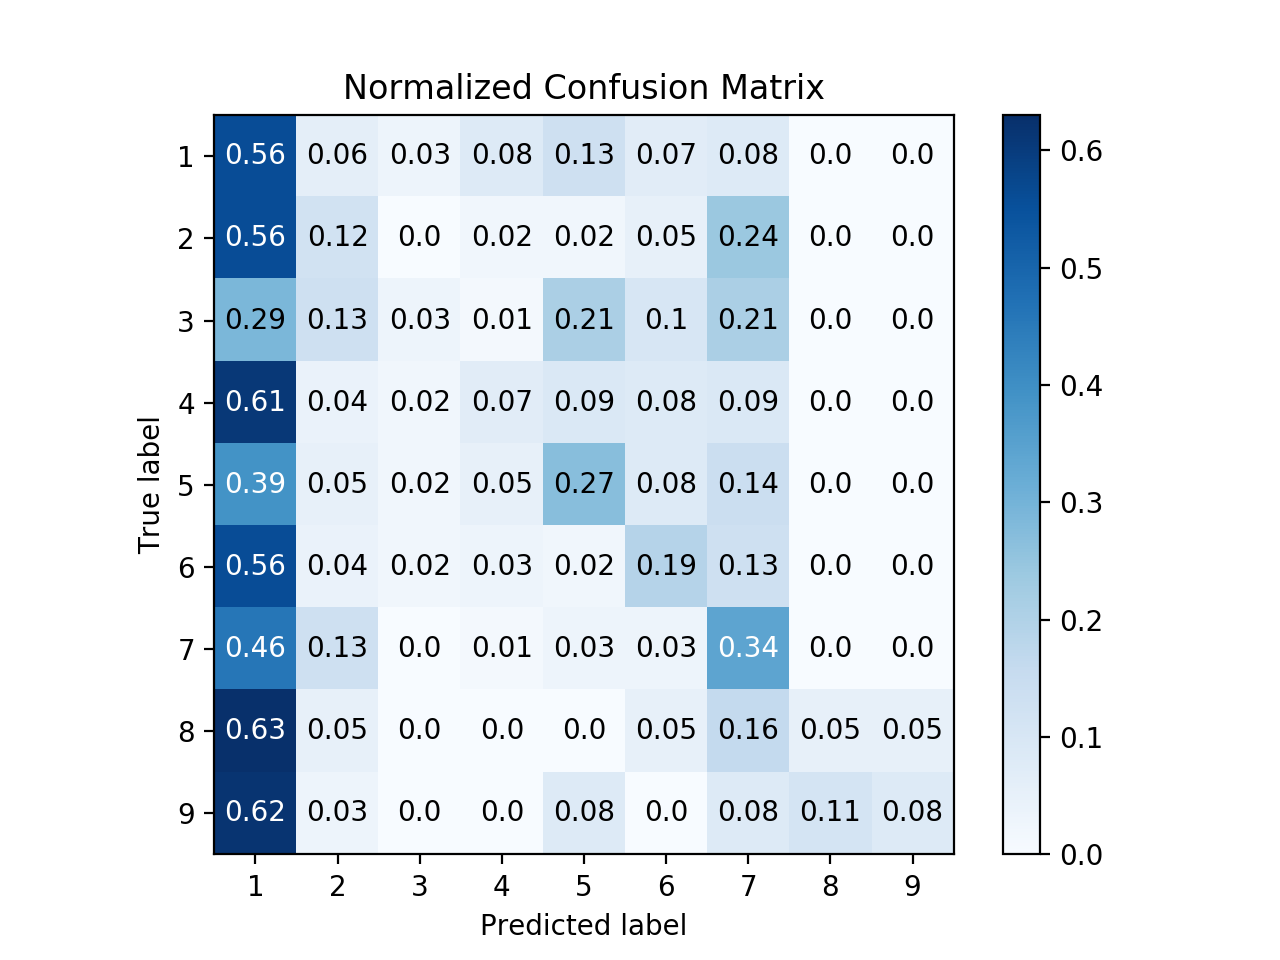 Normalized Confusion Matrix
1 0.56 0.06 0.03 0.08 0.13 0.07 0.08 0.0 0.0
2 0.56 0.12 0.0 0.02 0.02 0.05 0.24 0.0 0.0
3 0.29 0.13 0.03 0.01 0.21 0.1 0.21 0.0 0.0
4 0.61 0.04 0.02 0.07 0.09 0.08 0.09 0.0 0.0
5 0.39 0.05 0.02 0.05 0.27 0.08 0.14 0.0 0.0
6 0.56 0.04 0.02 0.03 0.02 0.19 0.13 0.0 0.0
7 0.46 0.13 0.0 0.01 0.03 0.03 0.34 0.0 0.0
8 0.63 0.05 0.0 0.0 0.0 0.05 0.16 0.05 0.05
9 0.62 0.03 0.0 0.0 0.08 0.0 0.08 0.11 0.08
1 2 3 4 5 6 7 8 9
Predicted label
True label
0.6
0.5
0.4
0.3
0.2
0.1
0.0